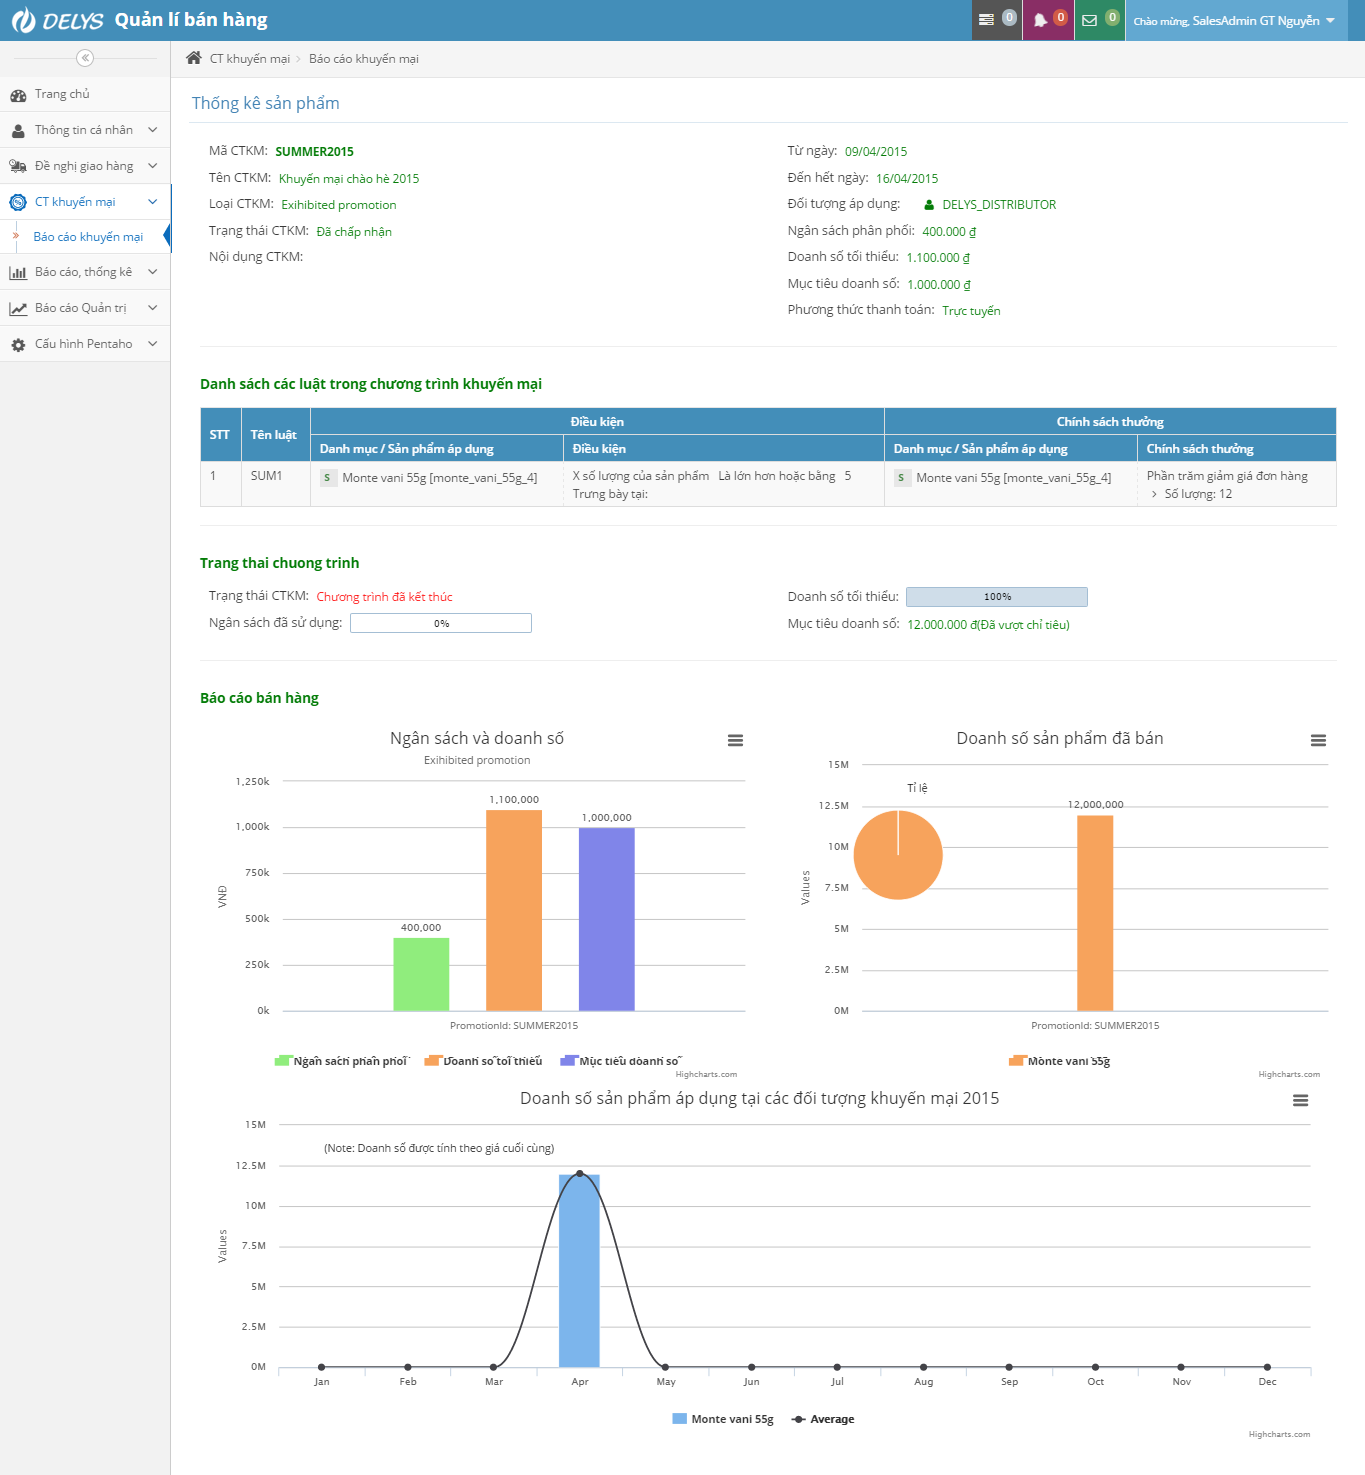 DELYS Quản lí bán hàng
0 0 0 Chào mừng, SalesAdmin GT Nguyễn
CT khuyến mại Báo cáo khuyến mại
Trang chủ
Thông tin cá nhân
Đề nghị giao hàng
CT khuyến mại
Báo cáo khuyến mại
Báo cáo, thống kê
Báo cáo Quản trị
Cấu hình Pentaho
Thống kê sản phẩm
Mã CTKM: SUMMER2015
Tên CTKM: Khuyến mại chào hè 2015
Loại CTKM: Exihibited promotion
Trạng thái CTKM: Đã chấp nhận
Nội dụng CTKM:
Từ ngày: 09/04/2015
Đến hết ngày: 16/04/2015
Đối tượng áp dụng: DELYS_DISTRIBUTOR
Ngân sách phân phối: 400.000 ₫
Doanh số tối thiểu: 1.100.000 ₫
Mục tiêu doanh số: 1.000.000 ₫
Phương thức thanh toán: Trực tuyến
Danh sách các luật trong chương trình khuyến mại
STT Tên luật Điều kiện Chính sách thưởng
Danh mục / Sản phẩm áp dụng Điều kiện Danh mục / Sản phẩm áp dụng Chính sách thưởng
1 SUM1 S Monte vani 55g [monte_vani_55g_4] X số lượng của sản phẩm Là lớn hơn hoặc bằng 5 S Monte vani 55g [monte_vani_55g_4] Phần trăm giảm giá đơn hàng
Trưng bày tại: Số lượng: 12
Trang thai chuong trinh
Trạng thái CTKM: Chương trình đã kết thúc
Ngân sách đã sử dụng: 0%
Doanh số tối thiểu: 100%
Mục tiêu doanh số: 12.000.000 đ(Đã vượt chỉ tiêu)
Báo cáo bán hàng
Ngân sách và doanh số
Exihibited promotion
VNĐ
1,250k
1,000k
750k
500k
250k
0k
400,000
1,100,000
1,000,000
PromotionId: SUMMER2015
Ngân sách phân phối Doanh số tối thiểu Mục tiêu doanh số
Highcharts.com
Doanh số sản phẩm đã bán
Values
15M
12.5M
10M
7.5M
5M
2.5M
0M
Tỉ lệ
12,000,000
PromotionId: SUMMER2015
Monte vani 55g
Highcharts.com
Doanh số sản phẩm áp dụng tại các đối tượng khuyến mại 2015
(Note: Doanh số được tính theo giá cuối cùng)
Values
15M
12.5M
10M
7.5M
5M
2.5M
0M
Jan Feb Mar Apr May Jun Jul Aug Sep Oct Nov Dec
Monte vani 55g Average
Highcharts.com